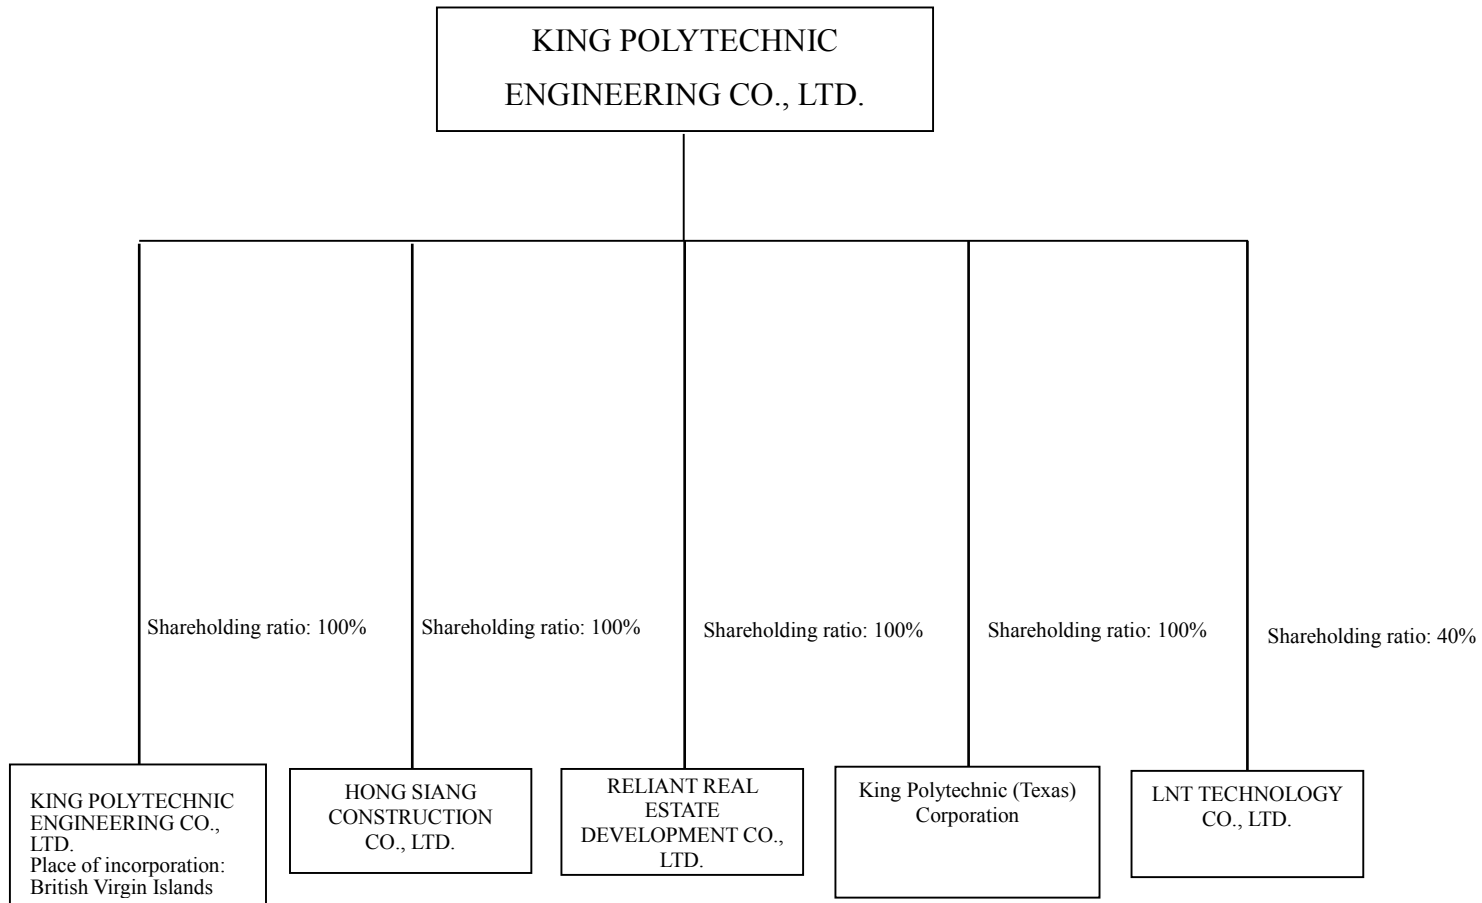 KING POLYTECHNIC
ENGINEERING CO., LTD.
Shareholding ratio: 100%
Shareholding ratio: 100%
Shareholding ratio: 100%
Shareholding ratio: 100%
Shareholding ratio: 40%
KING POLYTECHNIC
ENGINEERING CO.,
LTD.
Place of incorporation:
British Virgin Islands
HONG SIANG
CONSTRUCTION
CO., LTD.
RELIANT REAL
ESTATE
DEVELOPMENT CO.,
LTD.
King Polytechnic (Texas)
Corporation
LNT TECHNOLOGY
CO., LTD.